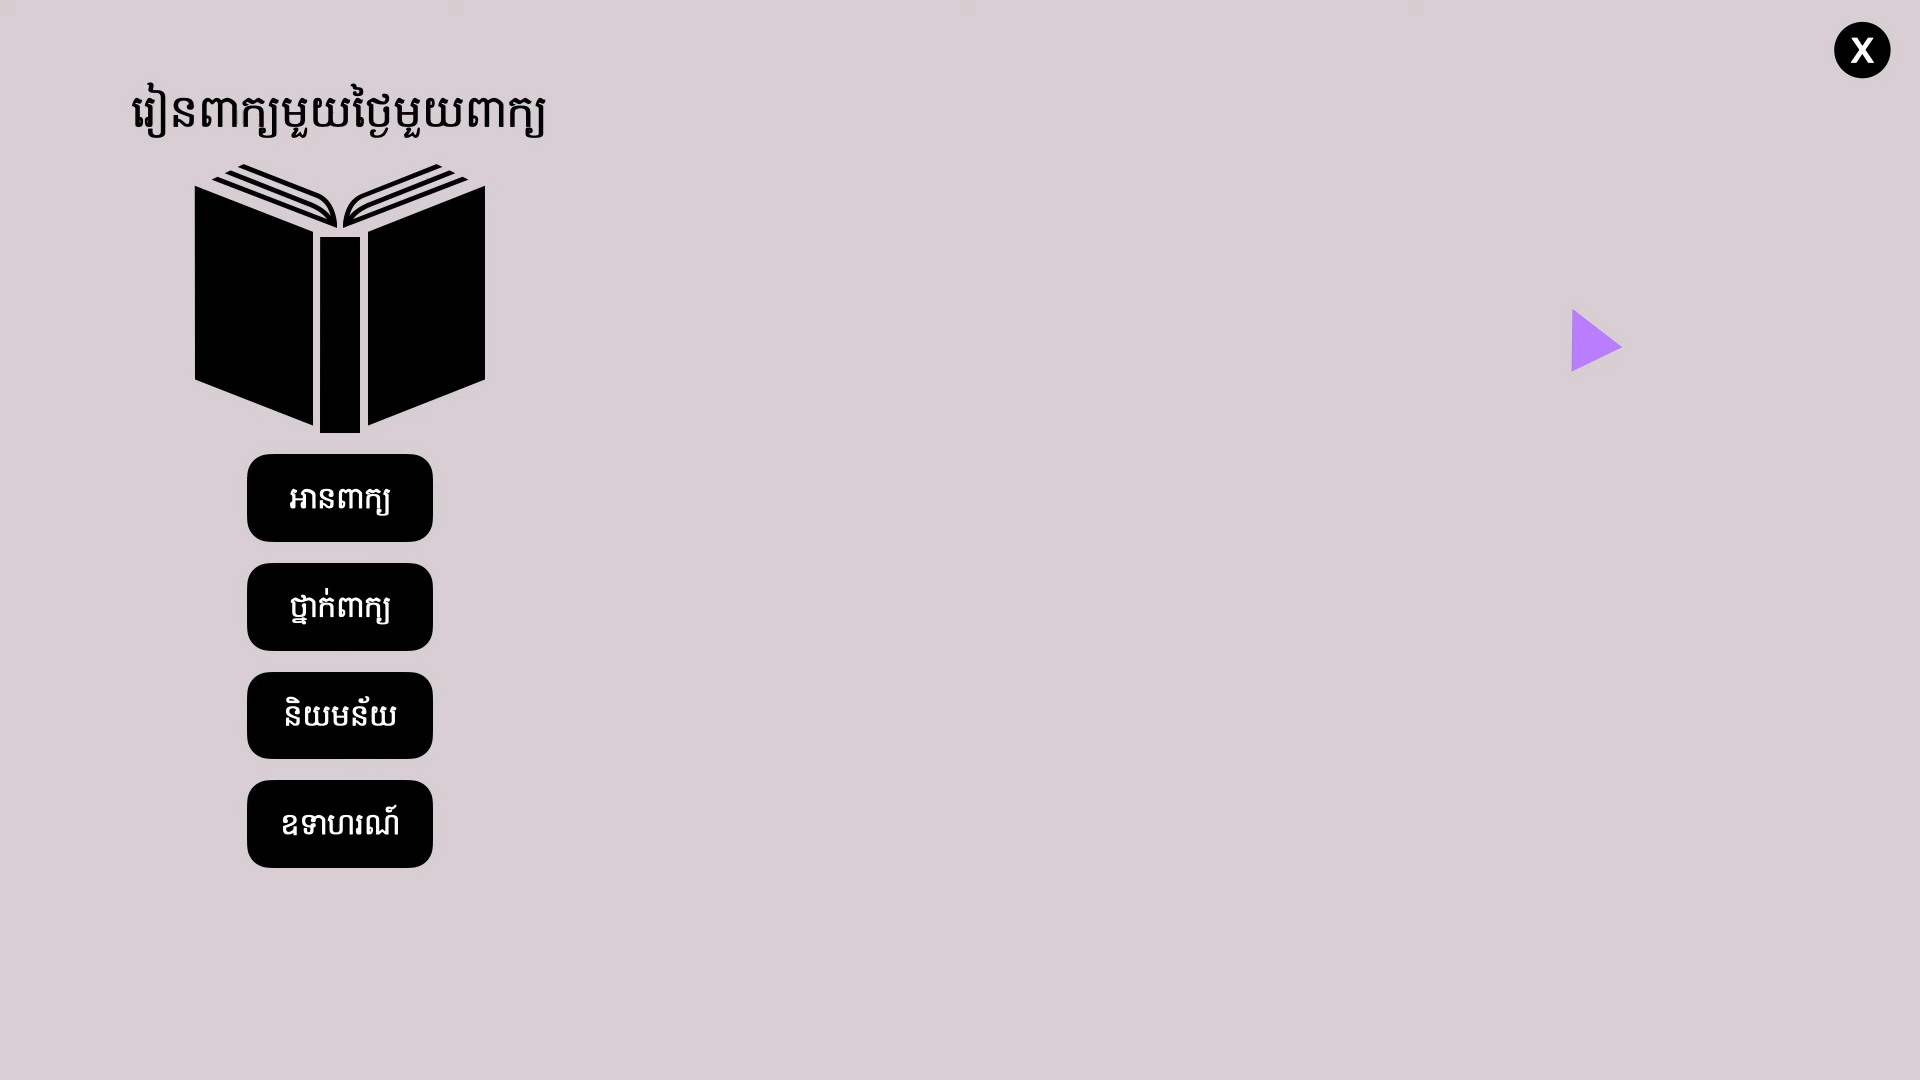 X
រៀនពាក្យមួយថ្ងៃមួយពាក្យ
អានពាក្យ
ថ្នាក់ពាក្យ
និយមន័យ
ឧទាហរណ៍